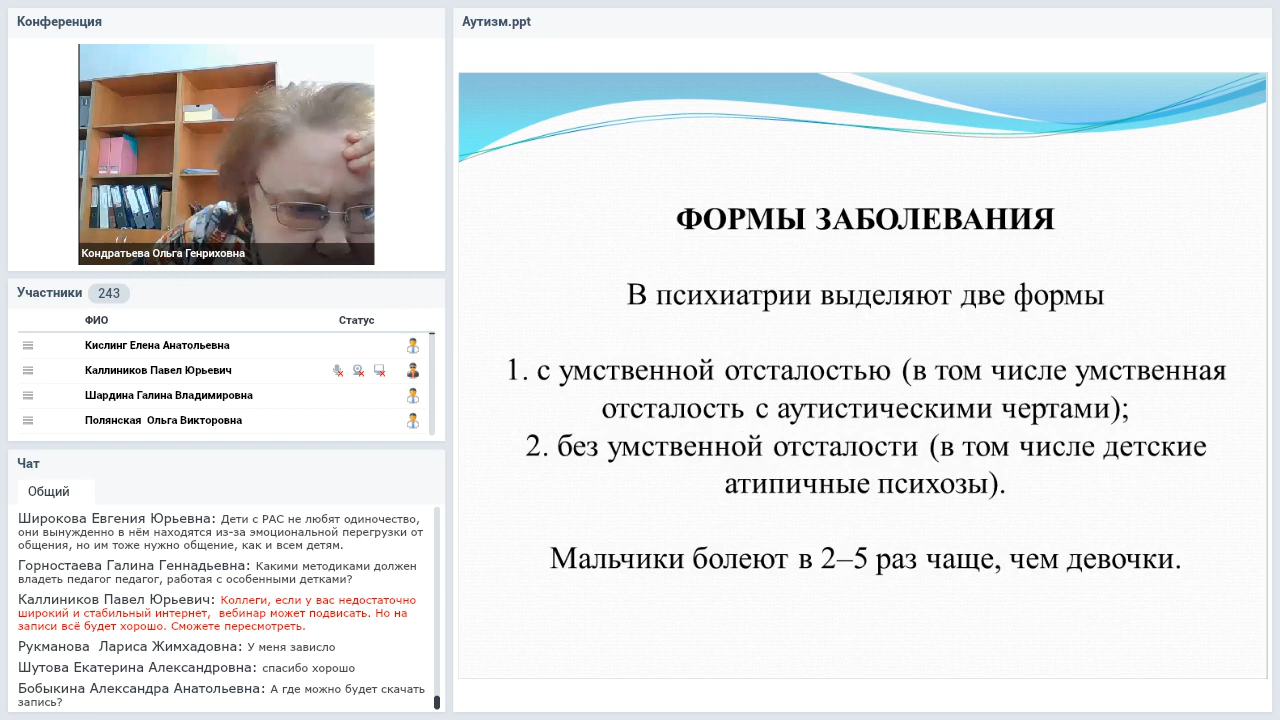 Конференция
Кондратьева Ольга Генриховна
Участники 243
ФИО Статус
Кислинг Елена Анатольевна
Каллиников Павел Юрьевич
Шардина Галина Владимировна
Полянская Ольга Викторовна
Чат
Общий
Широкова Евгения Юрьевна: Дети с РАС не любят одиночество,
они вынужденно в нём находятся из-за эмоциональной перегрузки от
общения, но им тоже нужно общение, как и всем детям.
Горностаева Галина Геннадьевна: Какими методиками должен
владеть педагог педагог, работая с особенными детками?
Каллиников Павел Юрьевич: Коллеги, если у вас недостаточно
широкий и стабильный интернет, вебинар может подвисать. Но на
записи всё будет хорошо. Сможете пересмотреть.
Рукманова Лариса Жимхадовна: У меня зависло
Шутова Екатерина Александровна: спасибо хорошо
Бобыкина Александра Анатольевна: А где можно будет скачать
запись?
Аутизм.ppt
ФОРМЫ ЗАБОЛЕВАНИЯ
В психиатрии выделяют две формы
1. с умственной отсталостью (в том числе умственная
отсталость с аутистическими чертами);
2. без умственной отсталости (в том числе детские
атипичные психозы).
Мальчики болеют в 2–5 раз чаще, чем девочки.